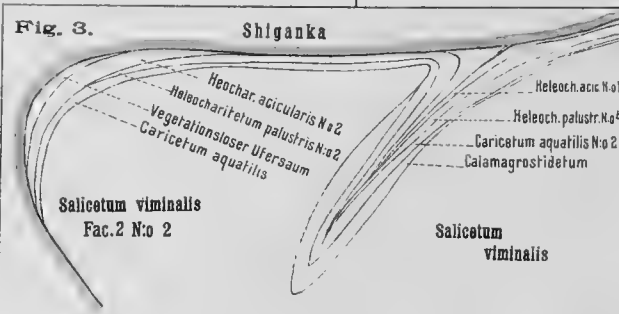 Fig. 3.
Shiganka
Heochar. acicularis N:o 2
Heleocharitetum palustris N:o 2
Vegetationsloser Ufersaum
Caricetum aquatilis
Heleoch. acic. N:o 1
Heleoch. palustr. N:o
Caricetum aquatilis N:o 2
Calamagrostidetum
Salicetum viminalis
Fac. 2 N:o 2
Salicetum
viminalis